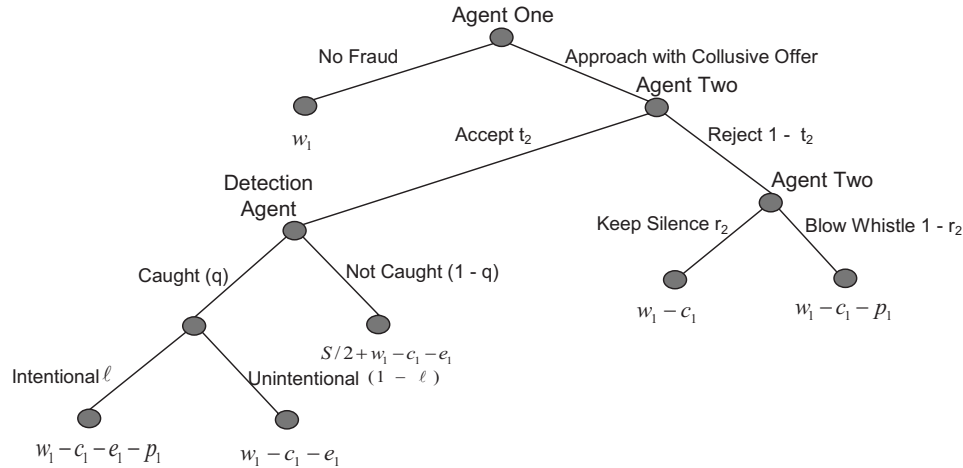 Agent One
No Fraud
Approach with Collusive Offer
Agent Two
w₁
Accept t₂
Reject 1 - t₂
Detection
Agent
Agent Two
Keep Silence r₂
Blow Whistle 1 - r₂
Caught (q)
Not Caught (1 - q)
w₁ − c₁
w₁ − c₁ − p₁
S/2 + w₁ − c₁ − e₁
Intentional ℓ
Unintentional (1 − ℓ)
w₁ − c₁ − e₁ − p₁
w₁ − c₁ − e₁